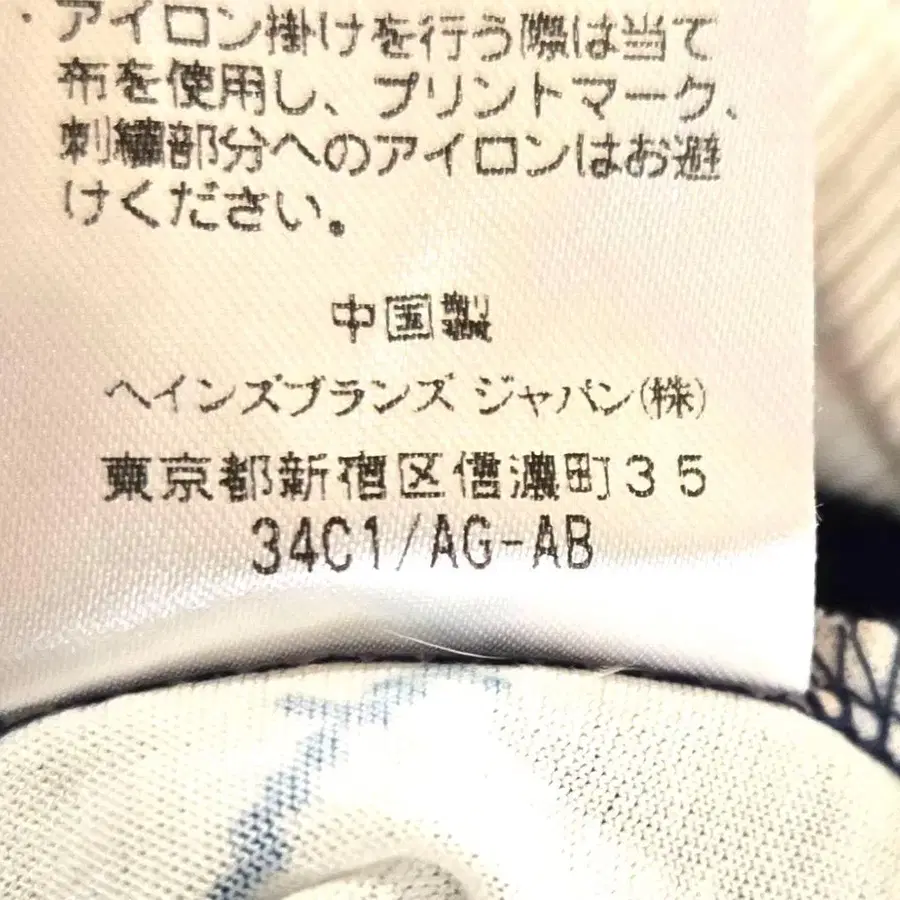 ・アイロン掛けを行う際は当て
布を使用し、プリントマーク、
刺繍部分へのアイロンはお避
けください。
中国製
ヘインズブランズ ジャパン(株)
東京都新宿区信濃町35
34C1/AG-AB